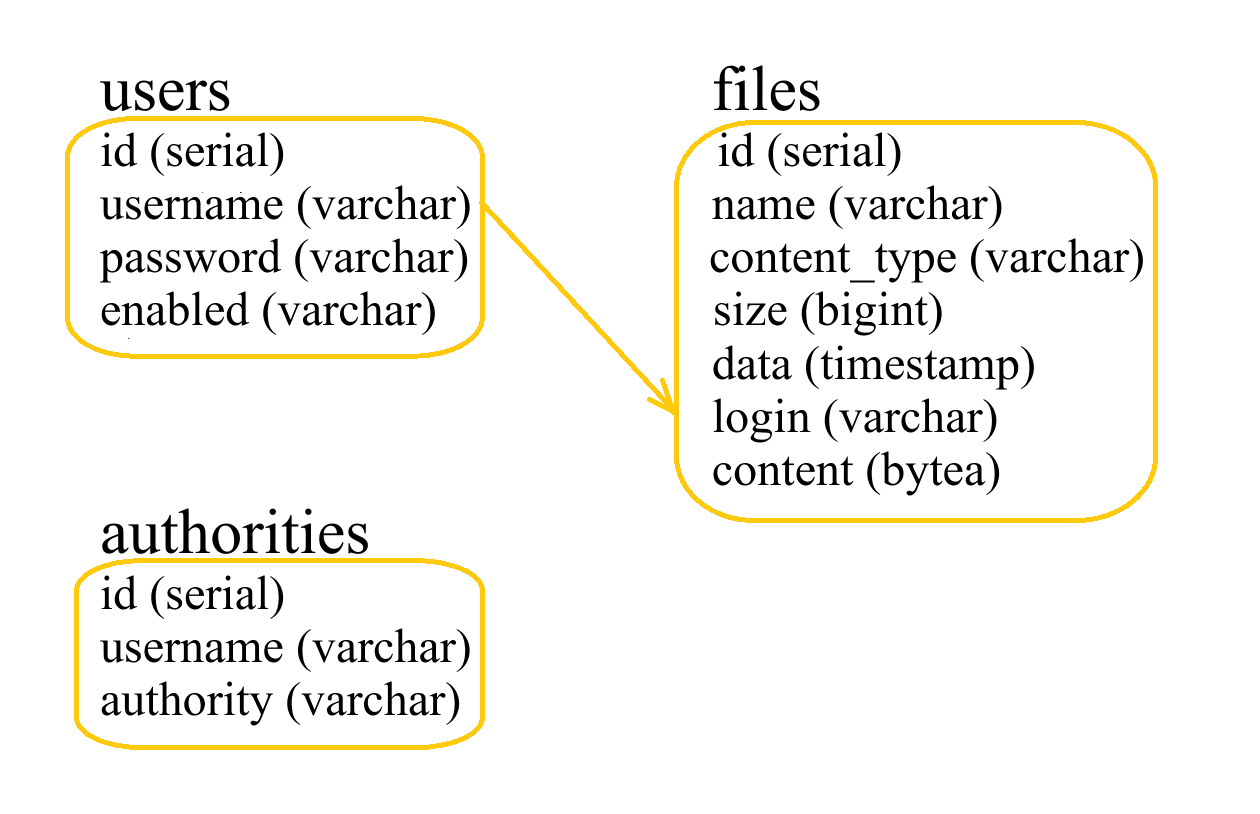 users
id (serial)
username (varchar)
password (varchar)
enabled (varchar)
files
id (serial)
name (varchar)
content_type (varchar)
size (bigint)
data (timestamp)
login (varchar)
content (bytea)
authorities
id (serial)
username (varchar)
authority (varchar)